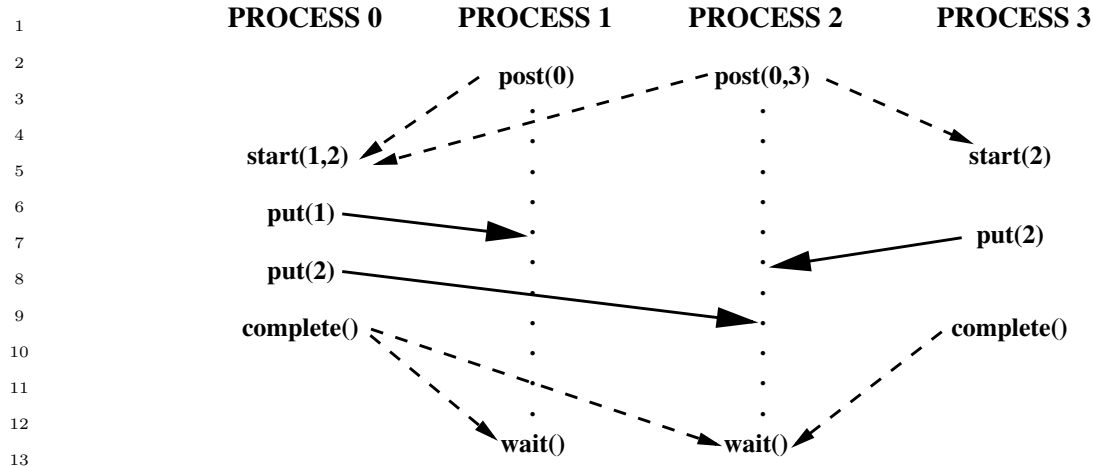 1 PROCESS 0 PROCESS 1 PROCESS 2 PROCESS 3
2 post(0) post(0,3)
3
4
start(1,2) start(2)
5
6 put(1)
7 put(2)
8 put(2)
9 complete() complete()
10
11
12
wait() wait()
13